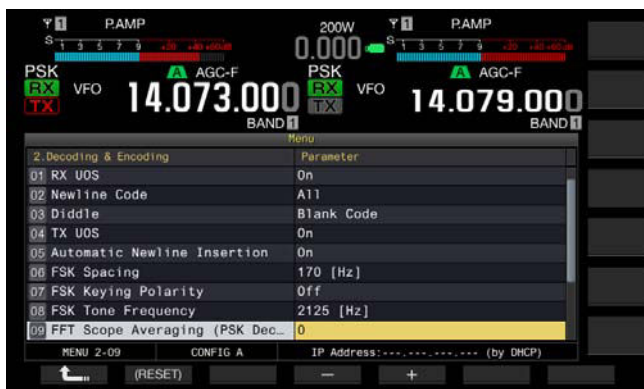 1 P.AMP 200W 1 P.AMP
S 1 3 5 7 9 +20 +40 +60dB 0.000 S 1 3 5 7 9 +20 +40 +60dB
PSK A AGC-F PSK A AGC-F
RX VFO 14.073.000 RX VFO 14.079.000
TX TX
BAND 1 BAND 1
Menu
2.Decoding & Encoding Parameter
01 RX UOS On
02 Newline Code All
03 Diddle Blank Code
04 TX UOS On
05 Automatic Newline Insertion On
06 FSK Spacing 170 [Hz]
07 FSK Keying Polarity Off
08 FSK Tone Frequency 2125 [Hz]
09 FFT Scope Averaging (PSK Dec… 0
MENU 2-09 CONFIG A IP Address:---.---.---.--- (by DHCP)
(RESET) − +